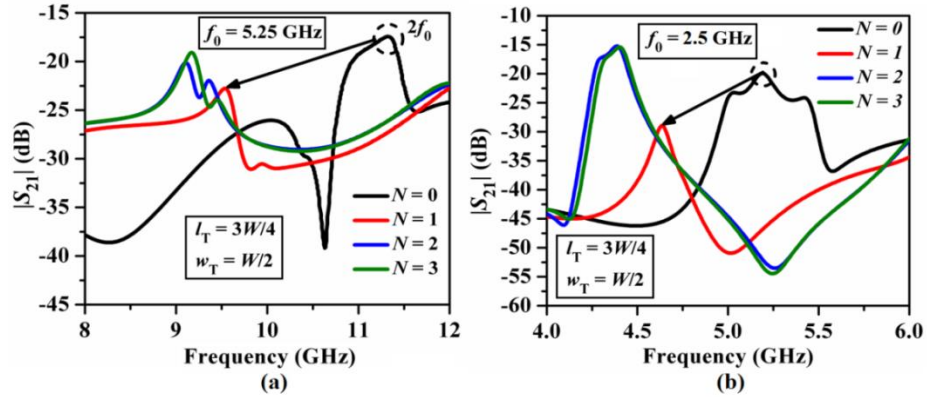 f0 = 5.25 GHz
2f0
N = 0
N = 1
N = 2
N = 3
lT = 3W/4
wT = W/2
-15
-20
-25
-30
-35
-40
-45
8
9
10
11
12
|S21| (dB)
Frequency (GHz)
(a)
f0 = 2.5 GHz
N = 0
N = 1
N = 2
N = 3
lT = 3W/4
wT = W/2
-10
-15
-20
-25
-30
-35
-40
-45
-50
-55
-60
4.0
4.5
5.0
5.5
6.0
|S21| (dB)
Frequency (GHz)
(b)